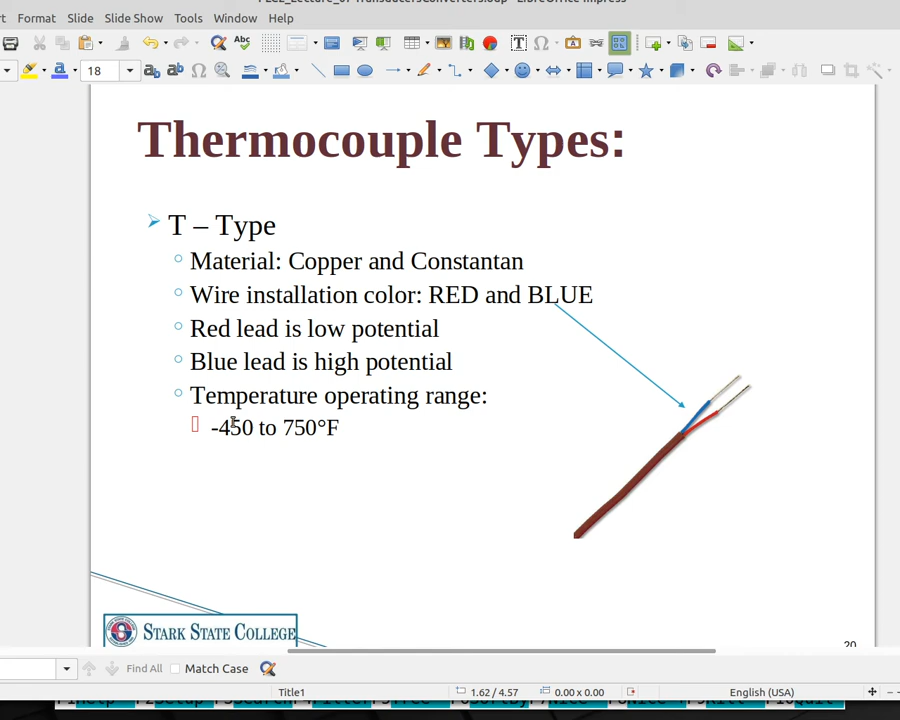 Format Slide Slide Show Tools Window Help
18
Thermocouple Types:
T – Type
Material: Copper and Constantan
Wire installation color: RED and BLUE
Red lead is low potential
Blue lead is high potential
Temperature operating range:
-450 to 750°F
STARK STATE COLLEGE
20
Find All Match Case
Title1 1.62 / 4.57 0.00 x 0.00 English (USA)